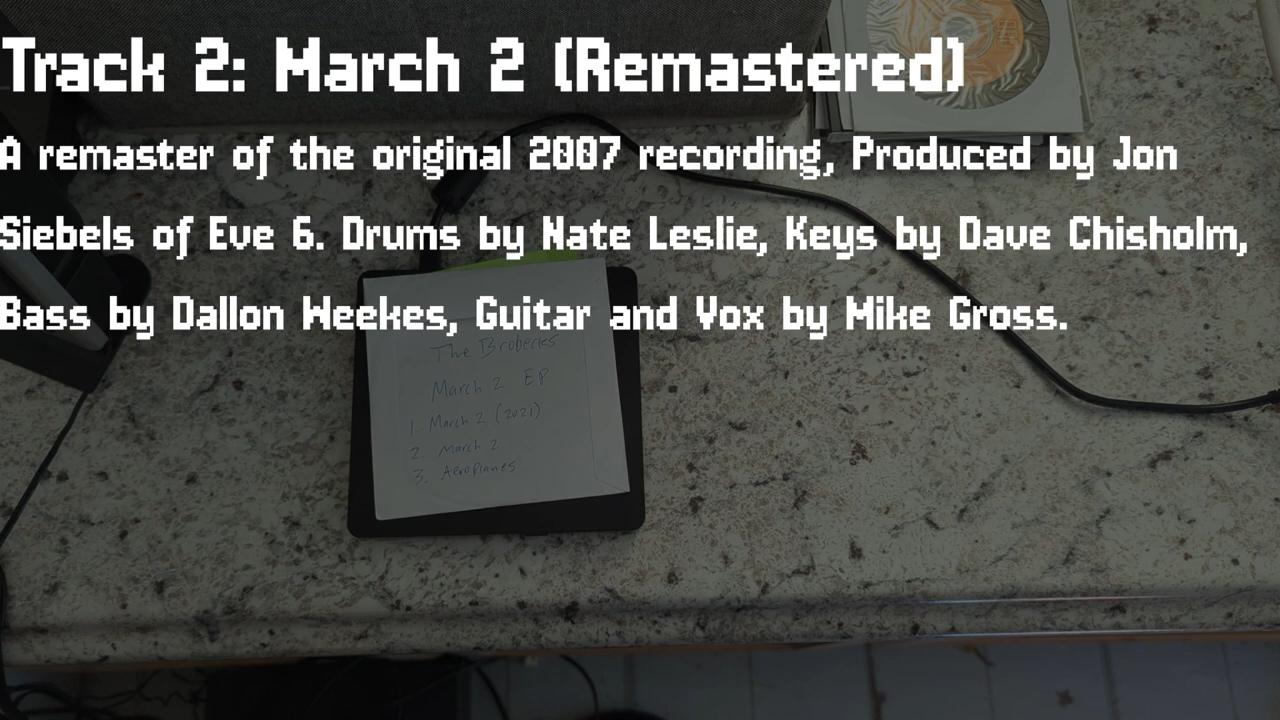 Track 2: March 2 (Remastered)
A remaster of the original 2007 recording, Produced by Jon
Siebels of Eve 6. Drums by Nate Leslie, Keys by Dave Chisholm,
Bass by Dallon Weekes, Guitar and Vox by Mike Gross.
The Brobecks
March 2 EP
1. March 2 (2021)
2. March 2
3. Aeroplanes